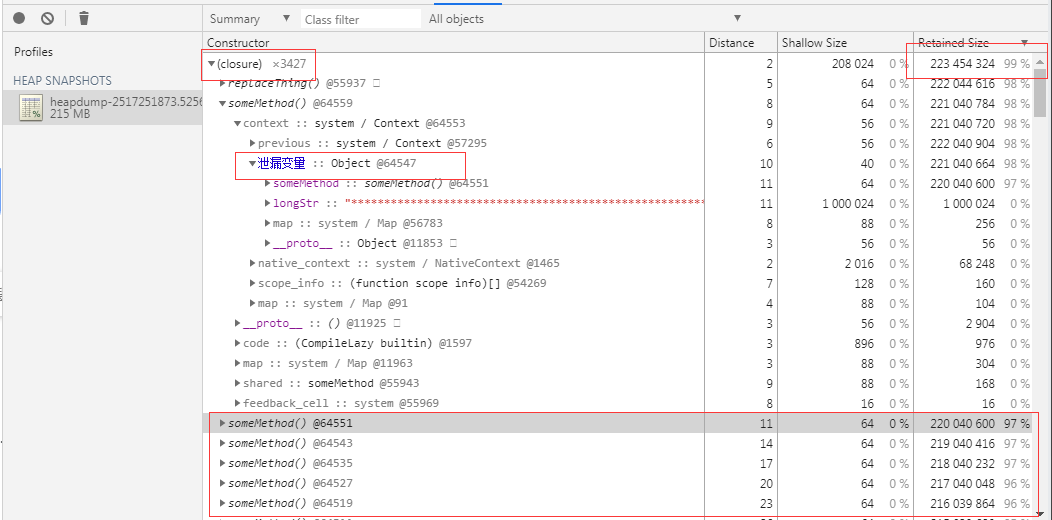 Summary ▼ Class filter All objects ▼
Profiles
HEAP SNAPSHOTS
heapdump-2517251873.5256
215 MB
Constructor Distance Shallow Size Retained Size ▼
▼(closure) ×3427 2 208 024 0 % 223 454 324 99 %
▶replaceThing() @55937 □ 5 64 0 % 222 044 616 98 %
▼someMethod() @64559 8 64 0 % 221 040 784 98 %
▼context :: system / Context @64553 9 56 0 % 221 040 720 98 %
▶previous :: system / Context @57295 6 56 0 % 222 040 904 98 %
▼泄漏变量 :: Object @64547 10 40 0 % 221 040 664 98 %
▶someMethod :: someMethod() @64551 11 64 0 % 220 040 600 97 %
▶longStr :: 11 1 000 024 0 % 1 000 024 0 %
▶map :: system / Map @56783 8 88 0 % 256 0 %
▶__proto__ :: Object @11853 □ 3 56 0 % 56 0 %
▶native_context :: system / NativeContext @1465 2 2 016 0 % 68 248 0 %
▶scope_info :: (function scope info)[] @54269 7 128 0 % 160 0 %
▶map :: system / Map @91 4 88 0 % 104 0 %
▶__proto__ :: () @11925 □ 3 56 0 % 2 904 0 %
▶code :: (CompileLazy builtin) @1597 3 896 0 % 976 0 %
▶map :: system / Map @11963 3 88 0 % 304 0 %
▶shared :: someMethod @55943 9 88 0 % 168 0 %
▶feedback_cell :: system @55969 8 16 0 % 16 0 %
▶someMethod() @64551 11 64 0 % 220 040 600 97 %
▶someMethod() @64543 14 64 0 % 219 040 416 97 %
▶someMethod() @64535 17 64 0 % 218 040 232 97 %
▶someMethod() @64527 20 64 0 % 217 040 048 96 %
▶someMethod() @64519 23 64 0 % 216 039 864 96 %